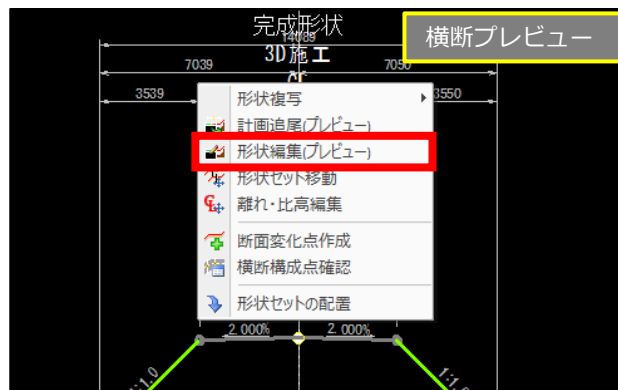 完成形状
横断プレビュー
14089
3D施工
7039
7050
CL
3539
3550
形状複写
計画追尾(プレビュー)
形状編集(プレビュー)
形状セット移動
離れ・比高編集
断面変化点作成
横断構成点確認
形状セットの配置
2.000%
2.000%
1:1.0